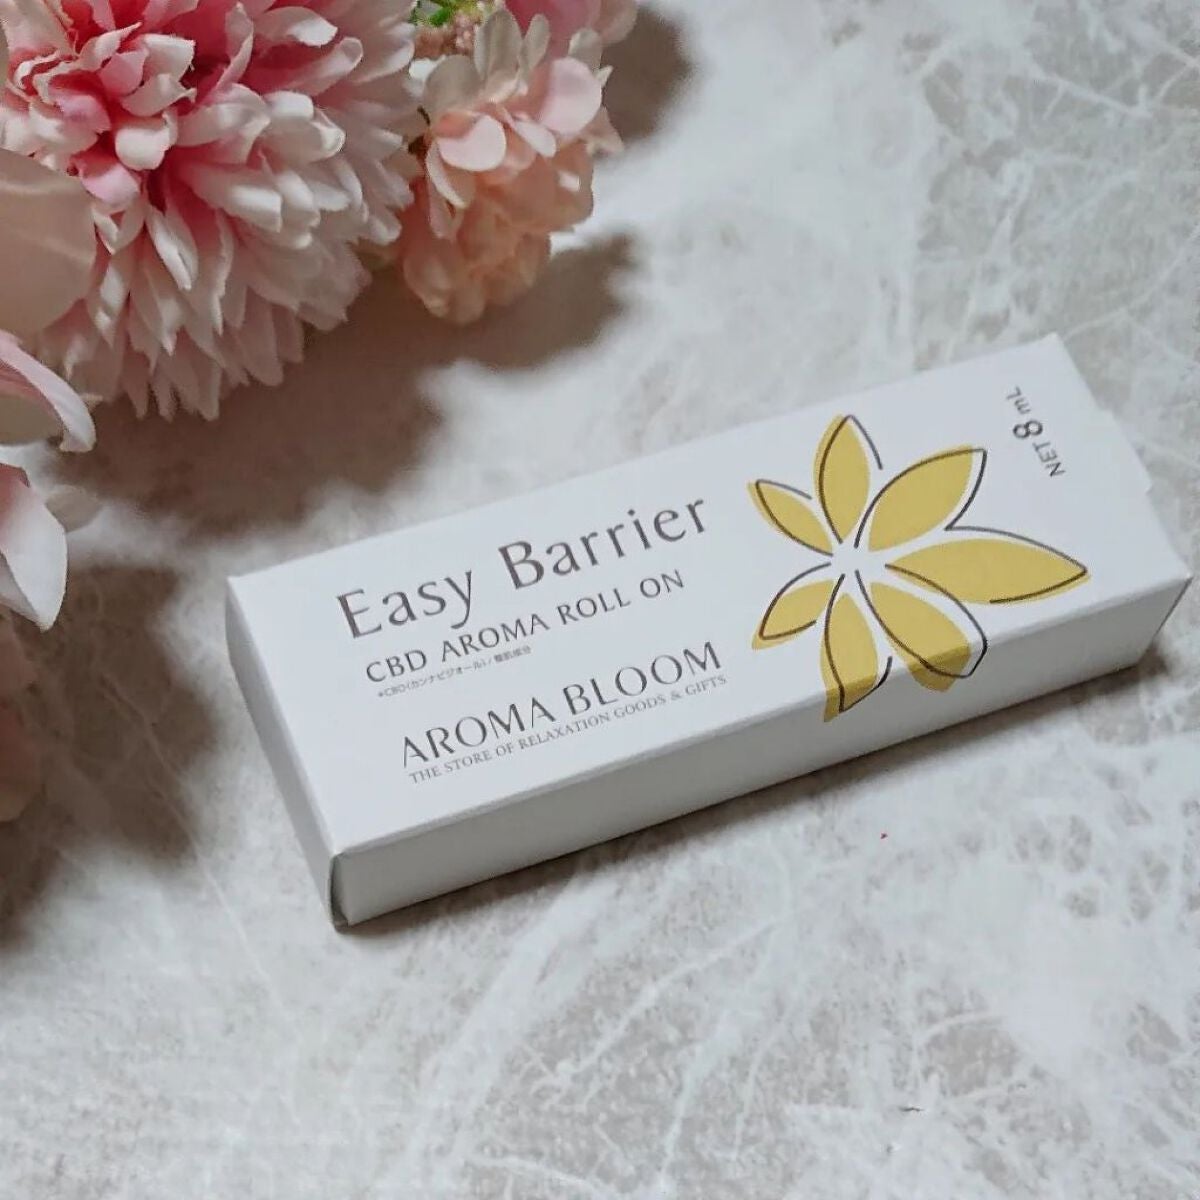 Easy Barrier
CBD AROMA ROLL ON
*CBD(カンナビジオール)/整肌成分
AROMA BLOOM
THE STORE OF RELAXATION GOODS & GIFTS
NET 8 mL